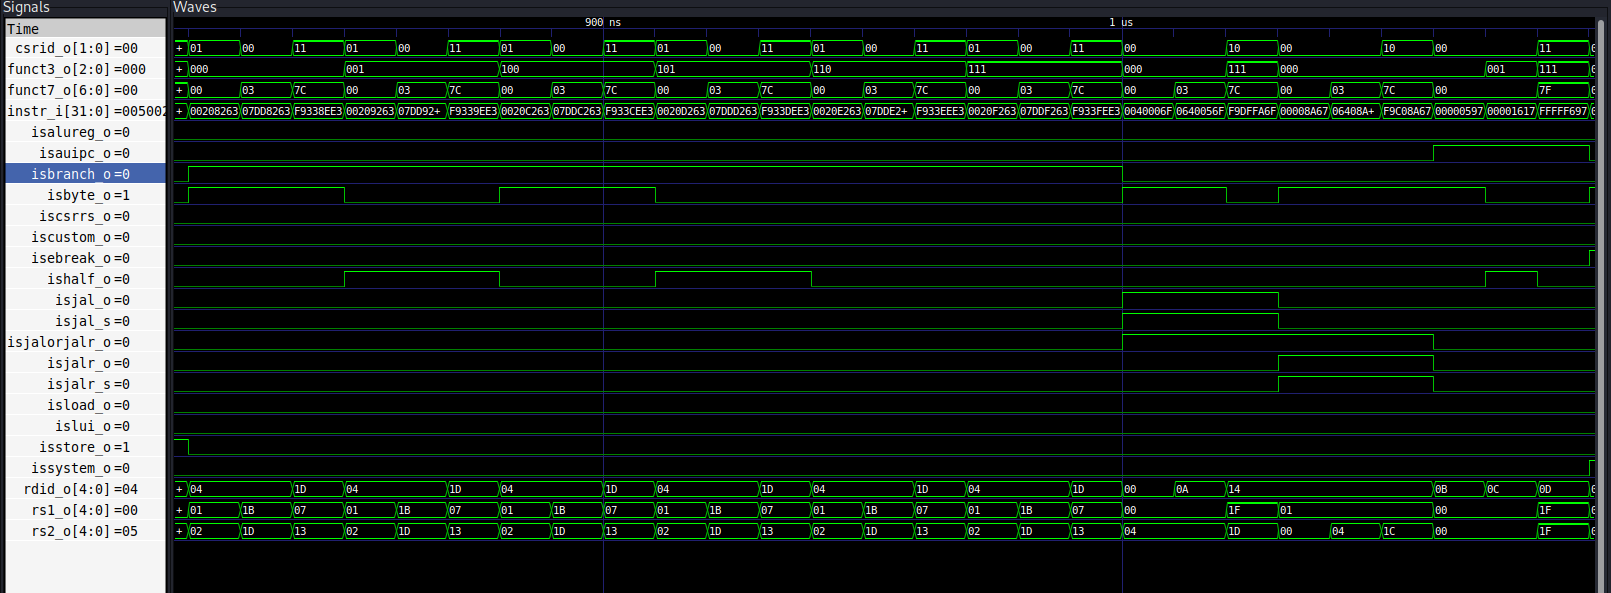 Signals Waves
Time 900 ns 1 us
csrid_o[1:0]=00 + 01 00 11 01 00 11 01 00 11 01 00 11 01 00 11 01 00 11 00 10 00 10 00 11
funct3_o[2:0]=000 + 000 001 100 101 110 111 000 111 000 001 111
funct7_o[6:0]=00 + 00 03 7C 00 03 7C 00 03 7C 00 03 7C 00 03 7C 00 03 7C 00 03 7C 00 03 7C 00 7F
instr_i[31:0]=005002 + 00208263 07DD8263 F9338EE3 00209263 07DD92+ F9339EE3 0020C263 07DDC263 F933CEE3 0020D263 07DDD263 F933DEE3 0020E263 07DDE2+ F933EEE3 0020F263 07DDF263 F933FEE3 0040006F 0640056F F9DFFA6F 00008A67 06408A+ F9C08A67 00000597 00001617 FFFFF697
isalureg_o=0
isauipc_o=0
isbranch_o=0
isbyte_o=1
iscsrrs_o=0
iscustom_o=0
isebreak_o=0
ishalf_o=0
isjal_o=0
isjal_s=0
isjalorjalr_o=0
isjalr_o=0
isjalr_s=0
isload_o=0
islui_o=0
isstore_o=1
issystem_o=0
rdid_o[4:0]=04 + 04 1D 04 1D 04 1D 04 1D 04 1D 04 1D 00 0A 14 0B 0C 0D
rs1_o[4:0]=00 + 01 1B 07 01 1B 07 01 1B 07 01 1B 07 01 1B 07 01 1B 07 00 1F 01 00 1F
rs2_o[4:0]=05 + 02 1D 13 02 1D 13 02 1D 13 02 1D 13 02 1D 13 02 1D 13 04 1D 00 04 1C 00 1F